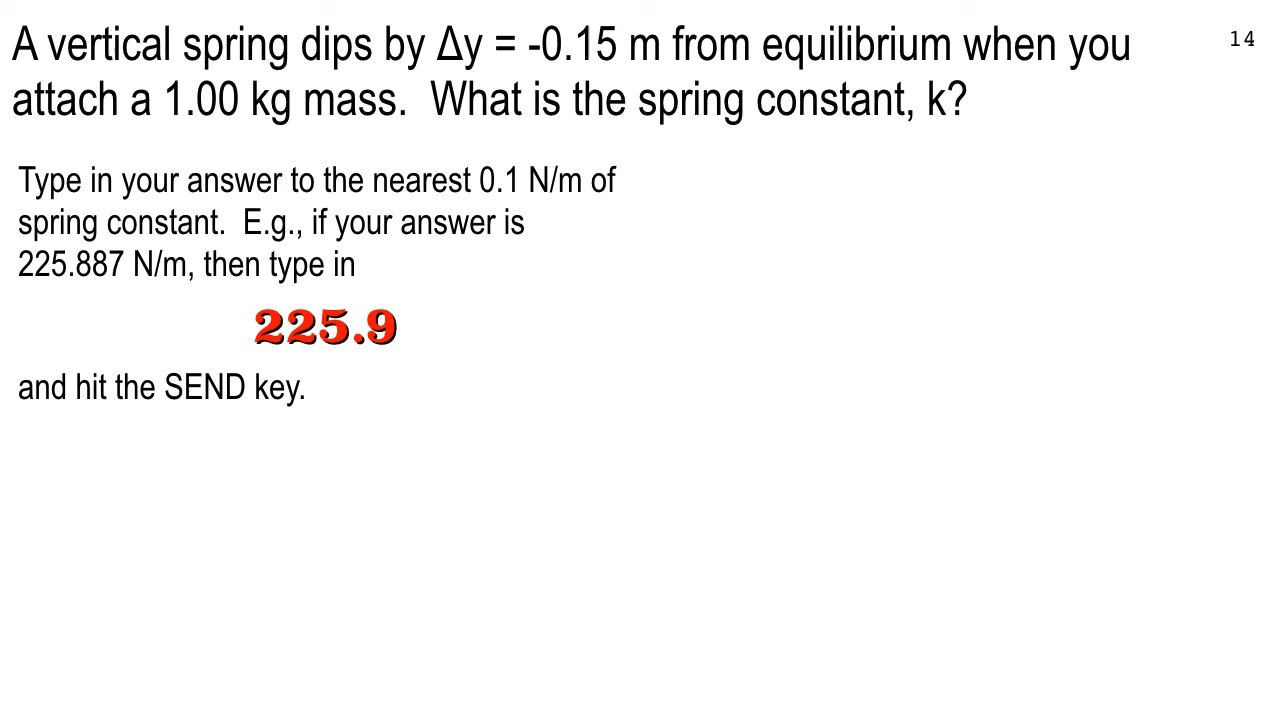 A vertical spring dips by Δy = -0.15 m from equilibrium when you
attach a 1.00 kg mass.  What is the spring constant, k?
14
Type in your answer to the nearest 0.1 N/m of
spring constant.  E.g., if your answer is
225.887 N/m, then type in
225.9
and hit the SEND key.